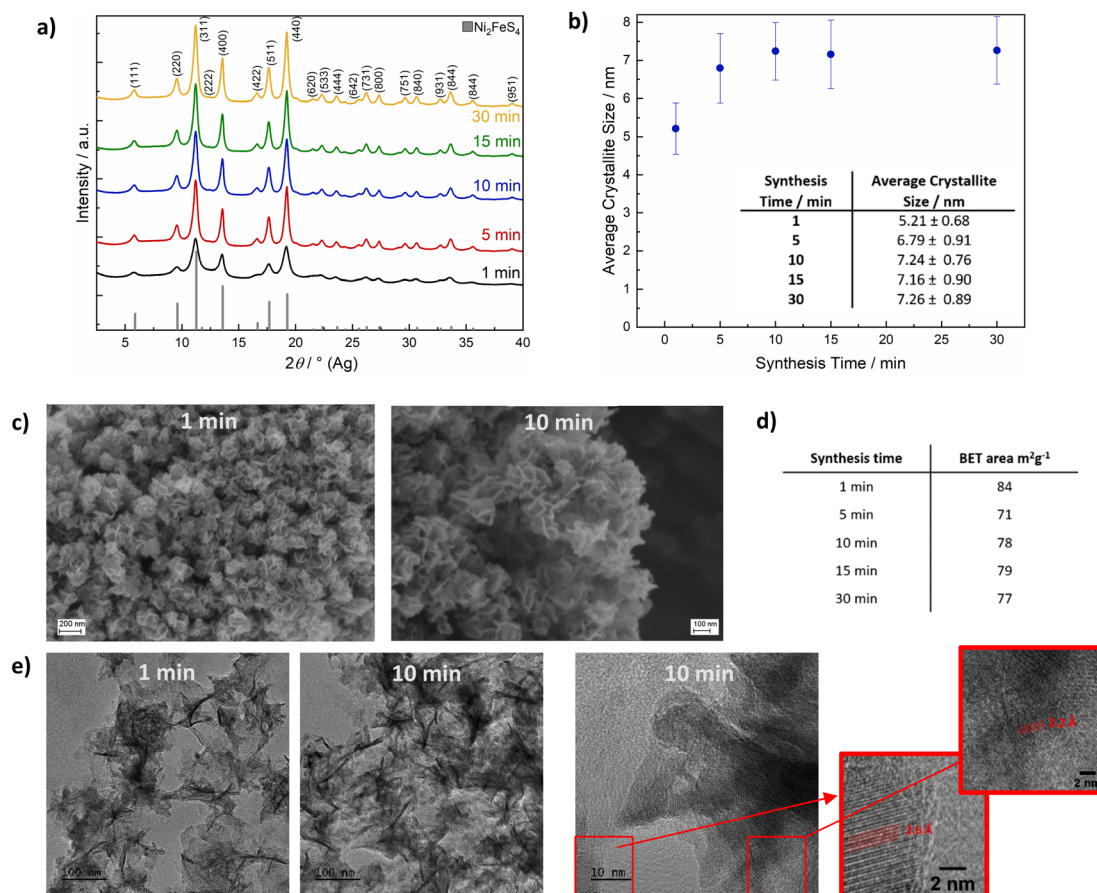 a)
Ni₂FeS₄
(111)
(220)
(311)
(222)
(400)
(422)
(511)
(440)
(620)
(533)
(444)
(642)
(731)
(800)
(751)
(840)
(931)
(844)
(844)
(951)
30 min
15 min
10 min
5 min
1 min
Intensity / a.u.
5 10 15 20 25 30 35 40
2θ / ° (Ag)
b)
8
7
6
5
4
3
2
1
0
Average Crystallite Size / nm
Synthesis Time / min Average Crystallite Size / nm
1 5.21 ± 0.68
5 6.79 ± 0.91
10 7.24 ± 0.76
15 7.16 ± 0.90
30 7.26 ± 0.89
0 5 10 15 20 25 30
Synthesis Time / min
c)
1 min
200 nm
10 min
100 nm
d)
Synthesis time BET area m²g⁻¹
1 min 84
5 min 71
10 min 78
15 min 79
30 min 77
e)
1 min
100 nm
10 min
100 nm
10 min
10 nm
2.2 Å
2 nm
2 nm